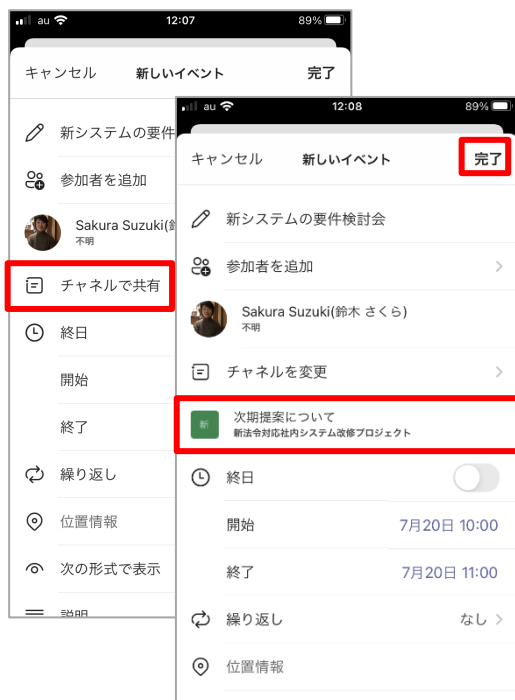 au
12:07
89%
キャンセル
新しいイベント
完了
新システムの要件
参加者を追加
Sakura Suzuki(
不明
チャネルで共有
終日
開始
終了
繰り返し
位置情報
次の形式で表示
説明
au
12:08
89%
キャンセル
新しいイベント
完了
新システムの要件検討会
参加者を追加
Sakura Suzuki(鈴木 さくら)
不明
チャネルを変更
新
次期提案について
新法令対応社内システム改修プロジェクト
終日
開始
7月20日 10:00
終了
7月20日 11:00
繰り返し
なし
位置情報